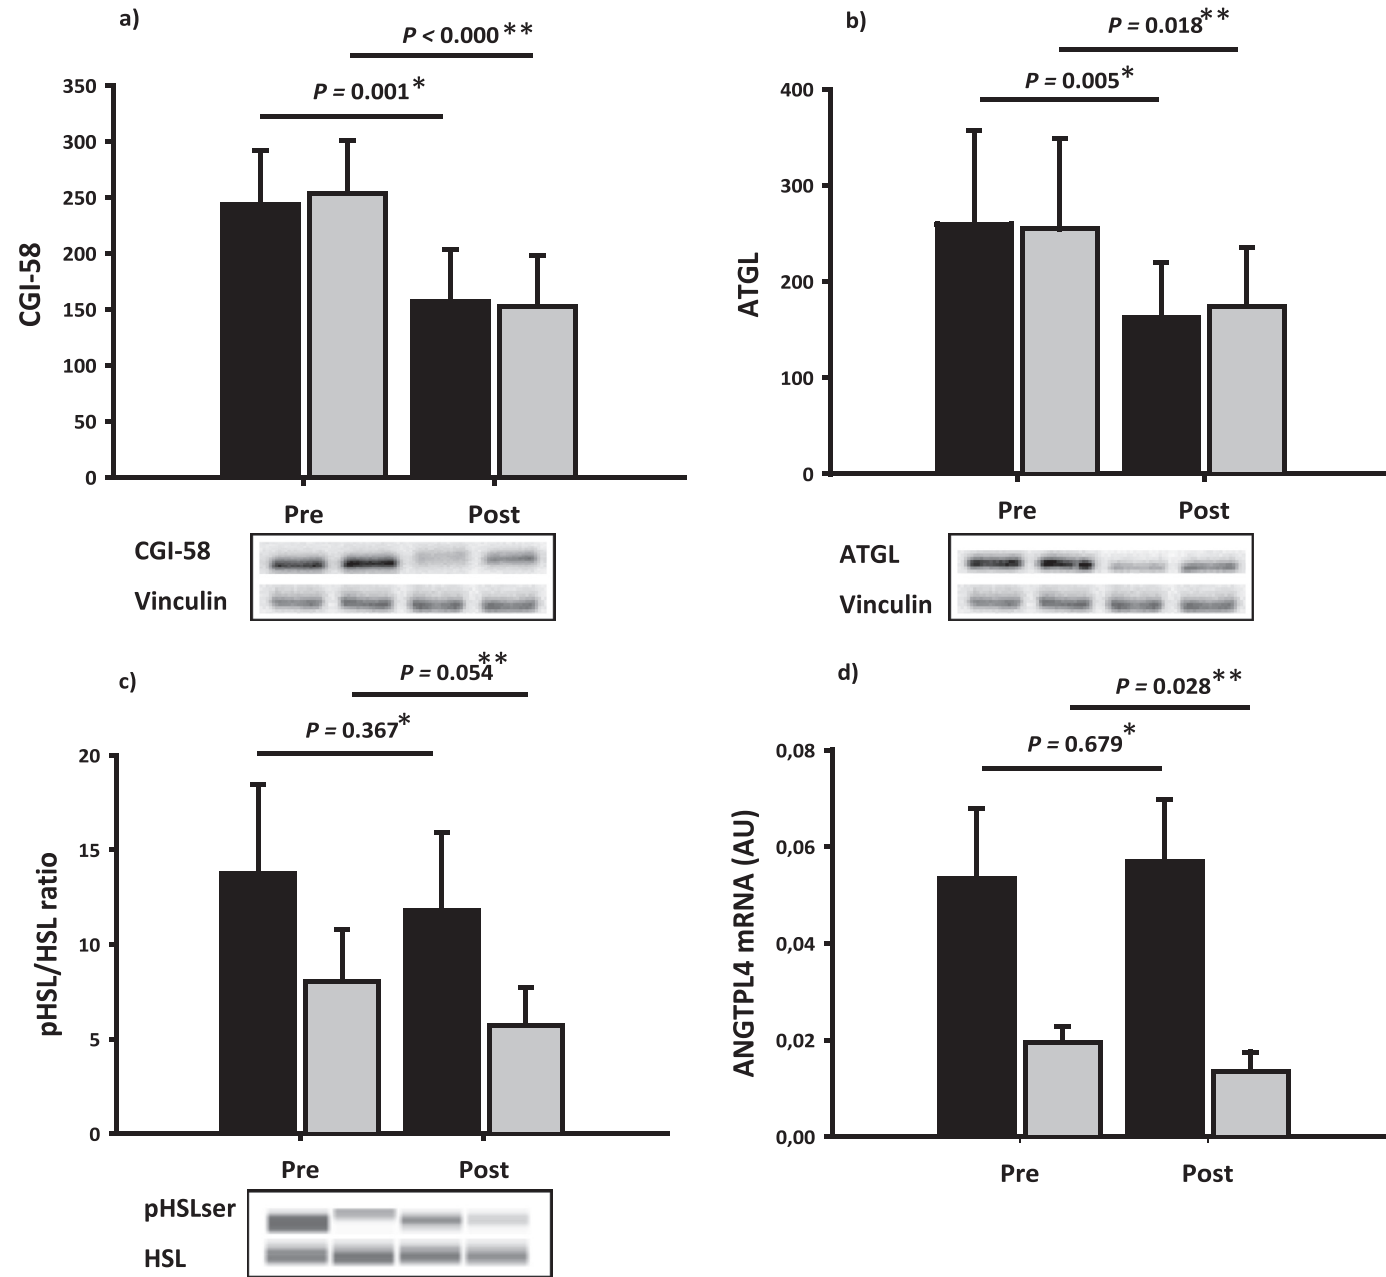 a)
P < 0.000 **
P = 0.001 *
350
300
250
200
150
100
50
0
CGI-58
Pre
Post
CGI-58
Vinculin
b)
P = 0.018 **
P = 0.005 *
400
300
200
100
0
ATGL
Pre
Post
ATGL
Vinculin
c)
P = 0.054 **
P = 0.367 *
20
15
10
5
0
pHSL/HSL ratio
Pre
Post
pHSLser
HSL
d)
P = 0.028 **
P = 0.679 *
0,08
0,06
0,04
0,02
0,00
ANGTPL4 mRNA (AU)
Pre
Post